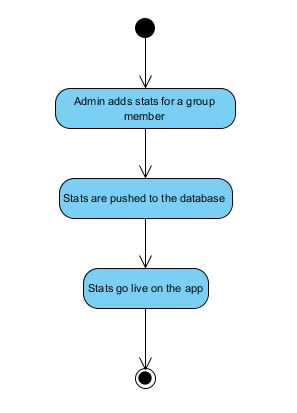 Admin adds stats for a group
member
Stats are pushed to the database
Stats go live on the app